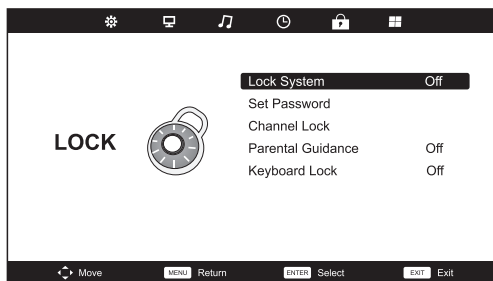 LOCK
Lock System Off
Set Password
Channel Lock
Parental Guidance Off
Keyboard Lock Off
Move MENU Return ENTER Select EXIT Exit